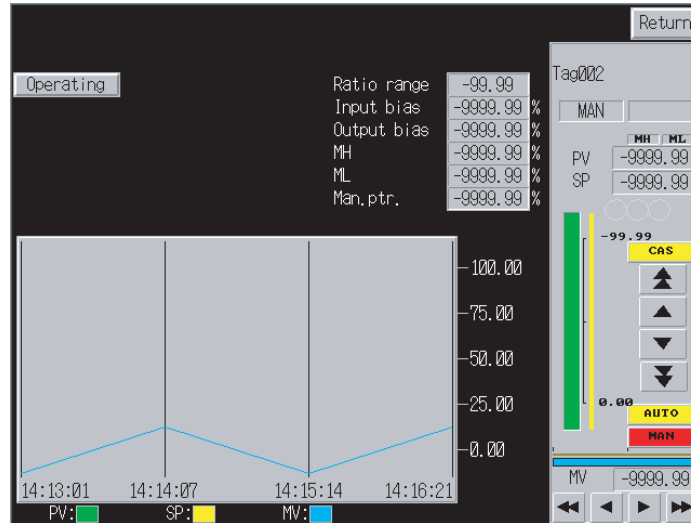 Return
Operating
Ratio range -99.99
Input bias -9999.99 %
Output bias -9999.99 %
MH -9999.99 %
ML -9999.99 %
Man.ptr. -9999.99 %
Tag002
MAN
MH ML
PV -9999.99
SP -9999.99
-99.99
CAS
0.00
AUTO
MAN
MV -9999.99
100.00
75.00
50.00
25.00
0.00
14:13:01 14:14:07 14:15:14 14:16:21
PV: SP: MV: